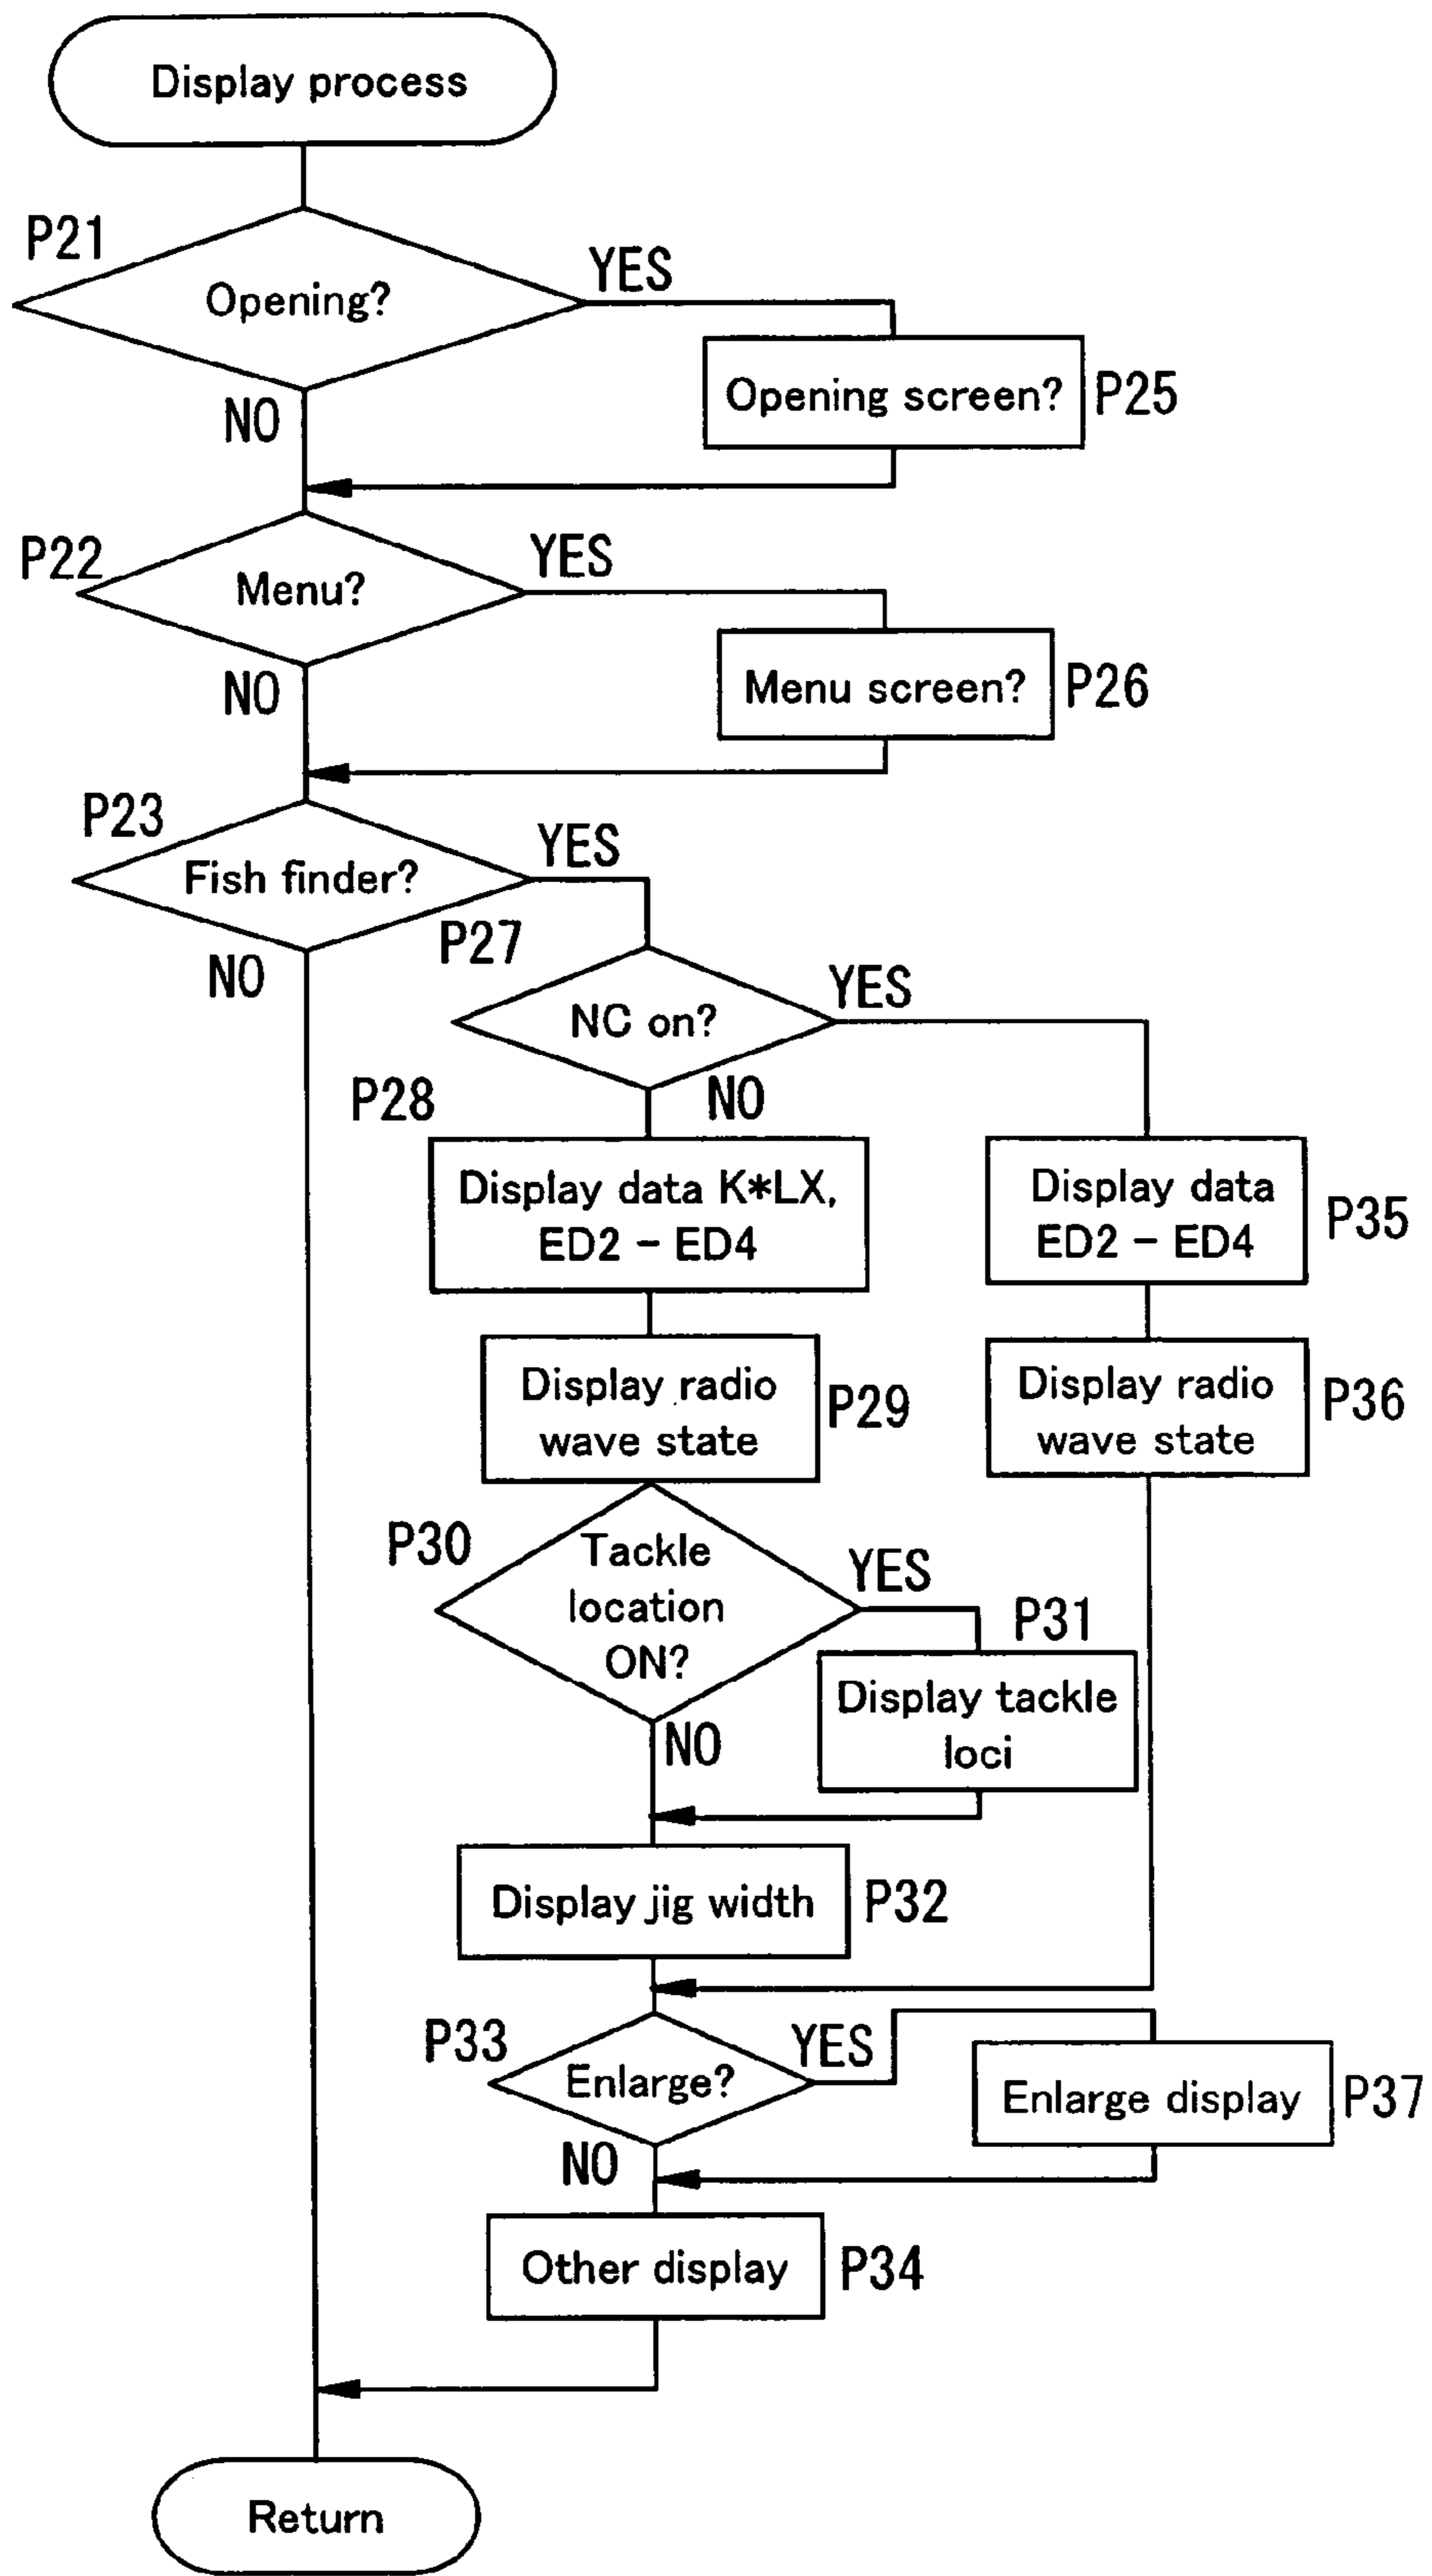 Display process
P21
Opening?
YES
NO
Opening screen?
P25
P22
Menu?
YES
NO
Menu screen?
P26
P23
Fish finder?
YES
NO
P27
NC on?
YES
NO
P28
Display data K*LX,
ED2 - ED4
Display data
ED2 - ED4
P35
Display radio
wave state
P29
Display radio
wave state
P36
P30
Tackle
location
ON?
YES
NO
P31
Display tackle
loci
Display jig width
P32
P33
Enlarge?
YES
NO
Enlarge display
P37
Other display
P34
Return